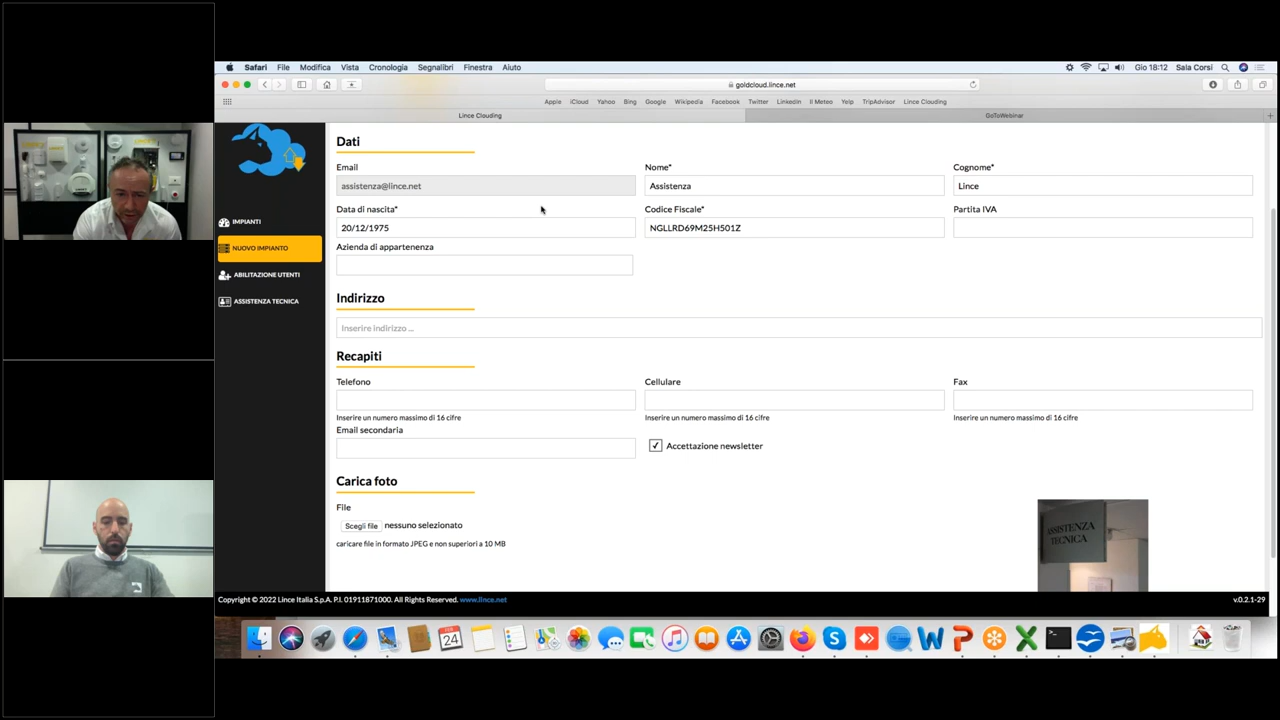 Safari File Modifica Vista Cronologia Segnalibri Finestra Aiuto Gio 18:12 Sala Corsi
goldcloud.lince.net
Apple iCloud Yahoo Bing Google Wikipedia Facebook Twitter LinkedIn Il Meteo Yelp TripAdvisor Lince Clouding
Lince Clouding GoToWebinar
Dati
Email Nome* Cognome*
assistenza@lince.net Assistenza Lince
Data di nascita* Codice Fiscale* Partita IVA
20/12/1975 NGLLRD69M25H501Z
Azienda di appartenenza
IMPIANTI
NUOVO IMPIANTO
ABILITAZIONE UTENTI
ASSISTENZA TECNICA
Indirizzo
Inserire indirizzo ...
Recapiti
Telefono Cellulare Fax
Inserire un numero massimo di 16 cifre Inserire un numero massimo di 16 cifre Inserire un numero massimo di 16 cifre
Email secondaria
Accettazione newsletter
Carica foto
File
Scegli file nessuno selezionato
caricare file in formato JPEG e non superiori a 10 MB
ASSISTENZA
TECNICA
Copyright © 2022 Lince Italia S.p.A. P.I. 01911871000. All Rights Reserved. www.lince.net v.0.2.1-29
FEB
24